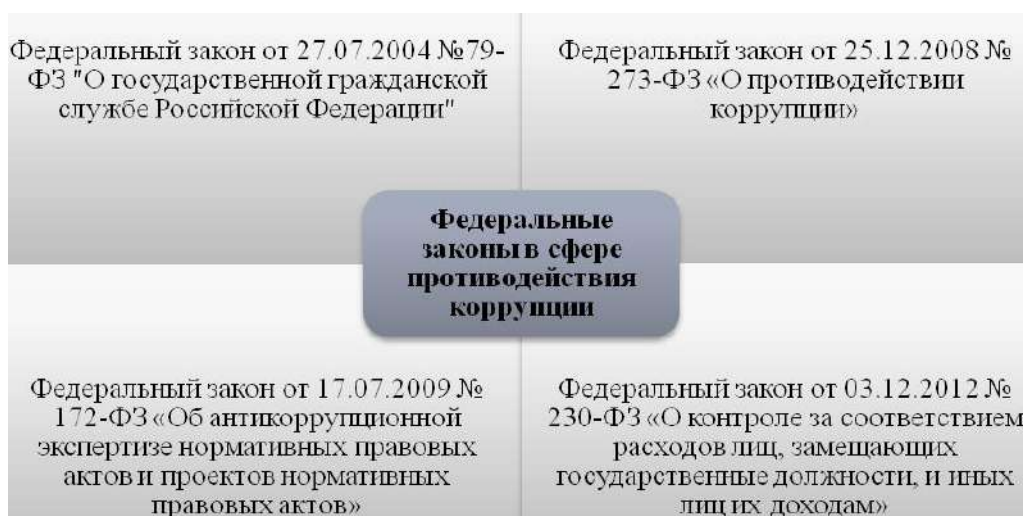 Федеральный закон от 27.07.2004 №79-
ФЗ "О государственной гражданской
службе Российской Федерации"
Федеральный закон от 25.12.2008 №
273-ФЗ «О противодействии
коррупции»
Федеральные
законы в сфере
противодействия
коррупции
Федеральный закон от 17.07.2009 №
172-ФЗ «Об антикоррупционной
экспертизе нормативных правовых
актов и проектов нормативных
правовых актов»
Федеральный закон от 03.12.2012 №
230-ФЗ «О контроле за соответствием
расходов лиц, замещающих
государственные должности, и иных
лиц их доходам»